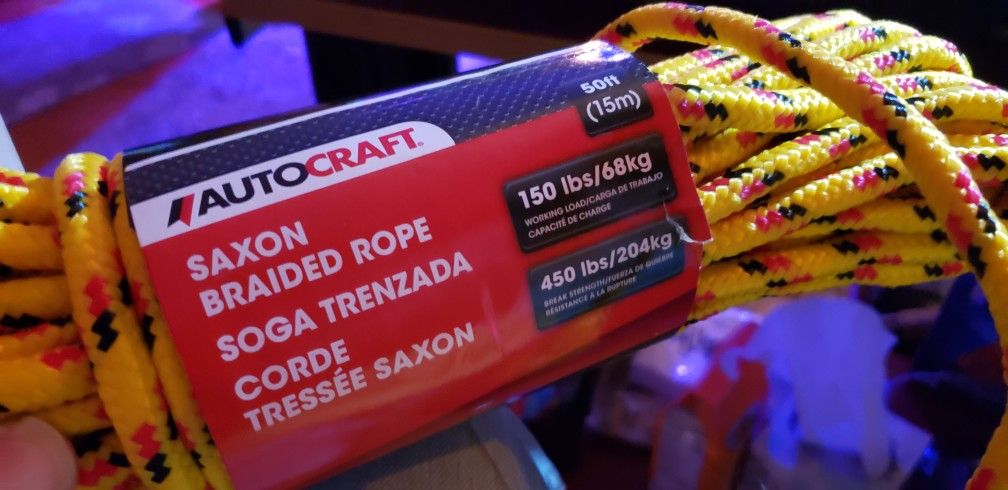 50ft
(15m)
AUTOCRAFT®
150 lbs/68kg
WORKING LOAD/CARGA DE TRABAJO
CAPACITÉ DE CHARGE
450 lbs/204kg
BREAK STRENGTH/FUERZA DE QUIEBRE
RÉSISTANCE À LA RUPTURE
SAXON
BRAIDED ROPE
SOGA TRENZADA
CORDE
TRESSÉE SAXON